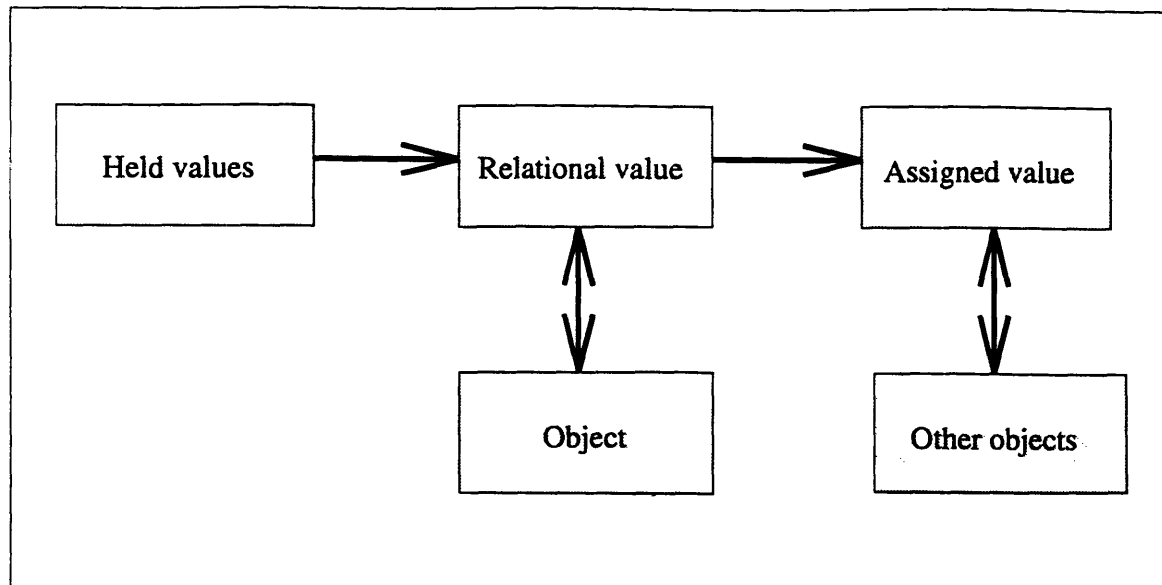 Held values
Relational value
Assigned value
Object
Other objects